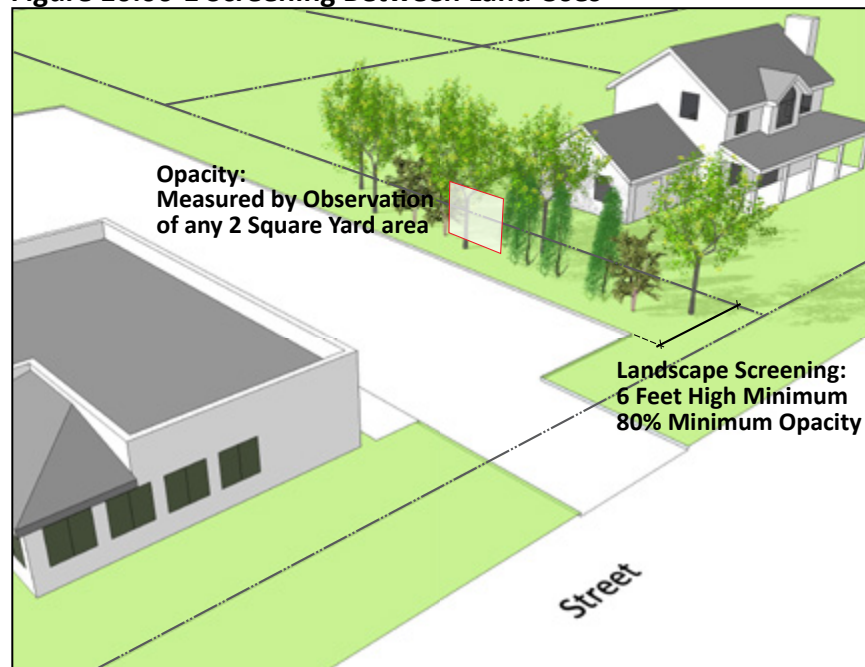 Opacity:
Measured by Observation
of any 2 Square Yard area
Landscape Screening:
6 Feet High Minimum
80% Minimum Opacity
Street